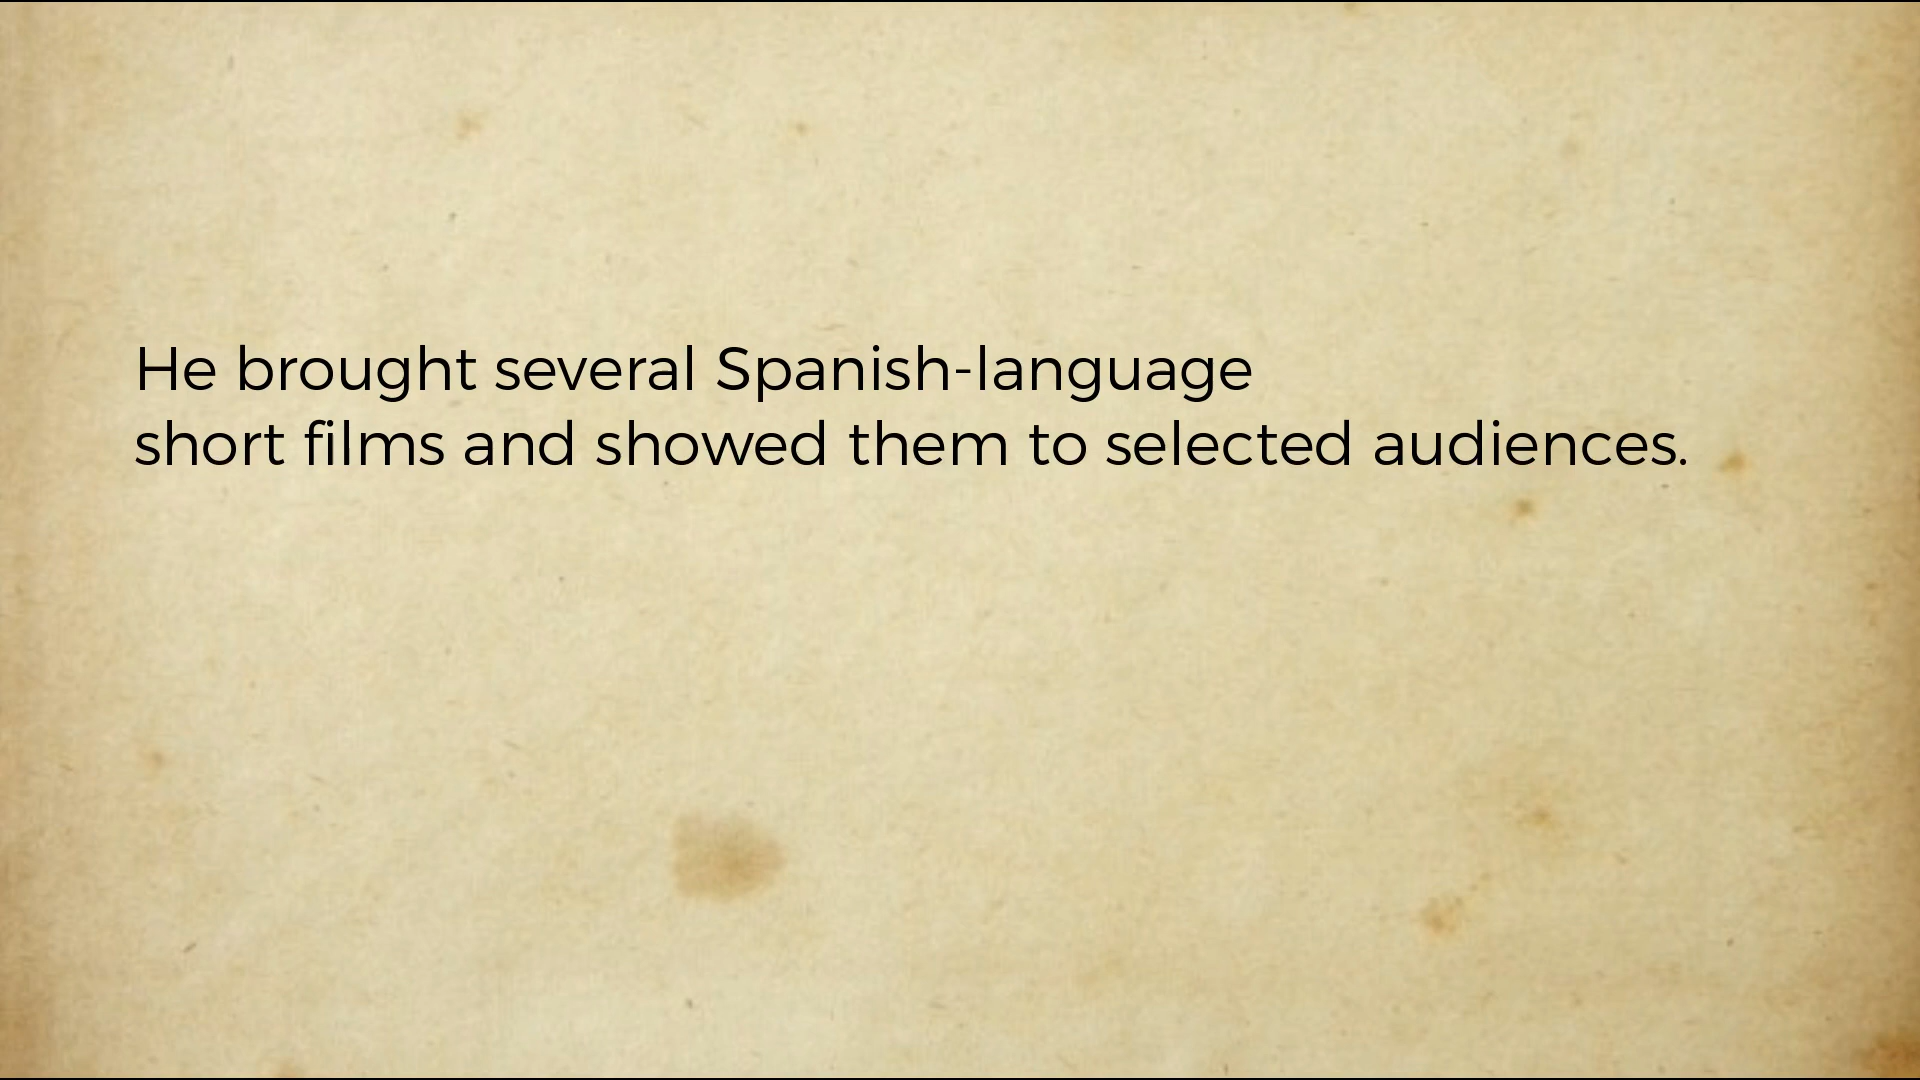 He brought several Spanish-language
short films and showed them to selected audiences.